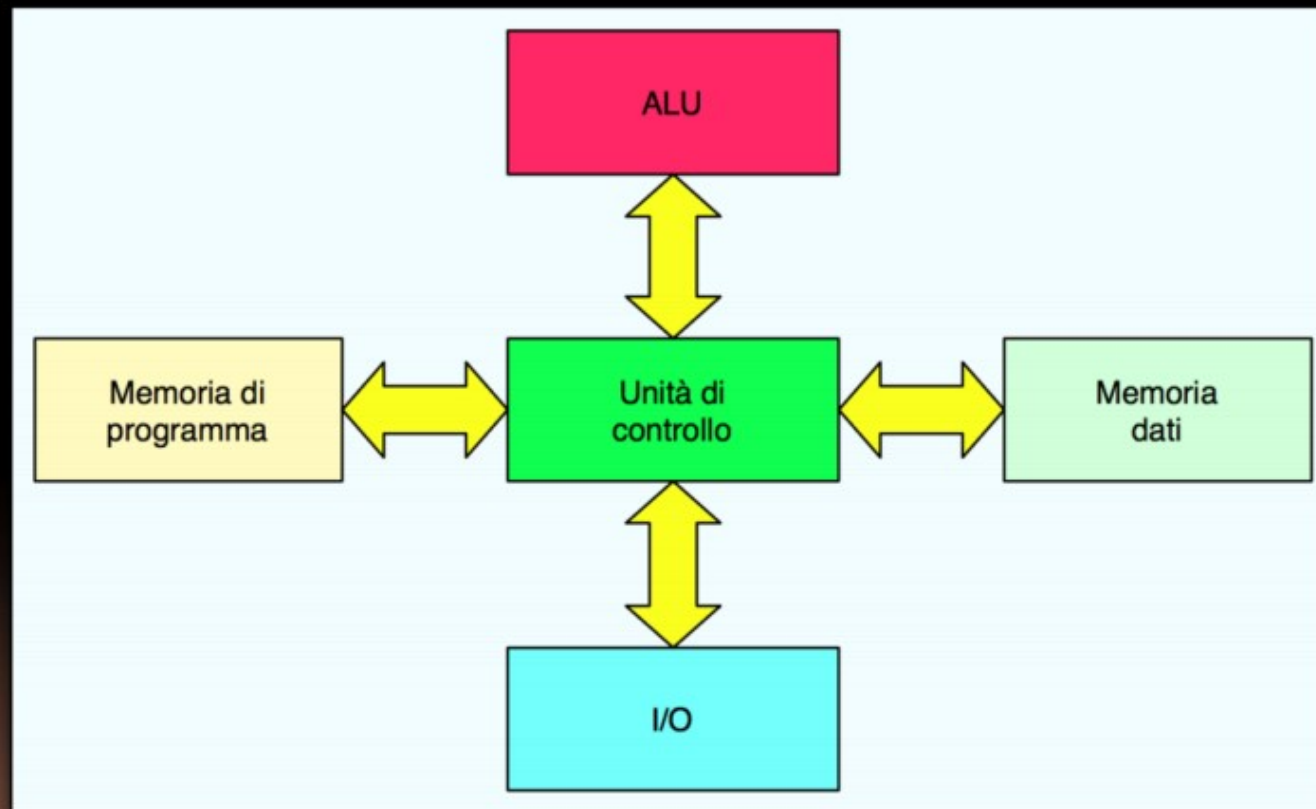 ALU
Memoria di
programma
Unità di
controllo
Memoria
dati
I/O